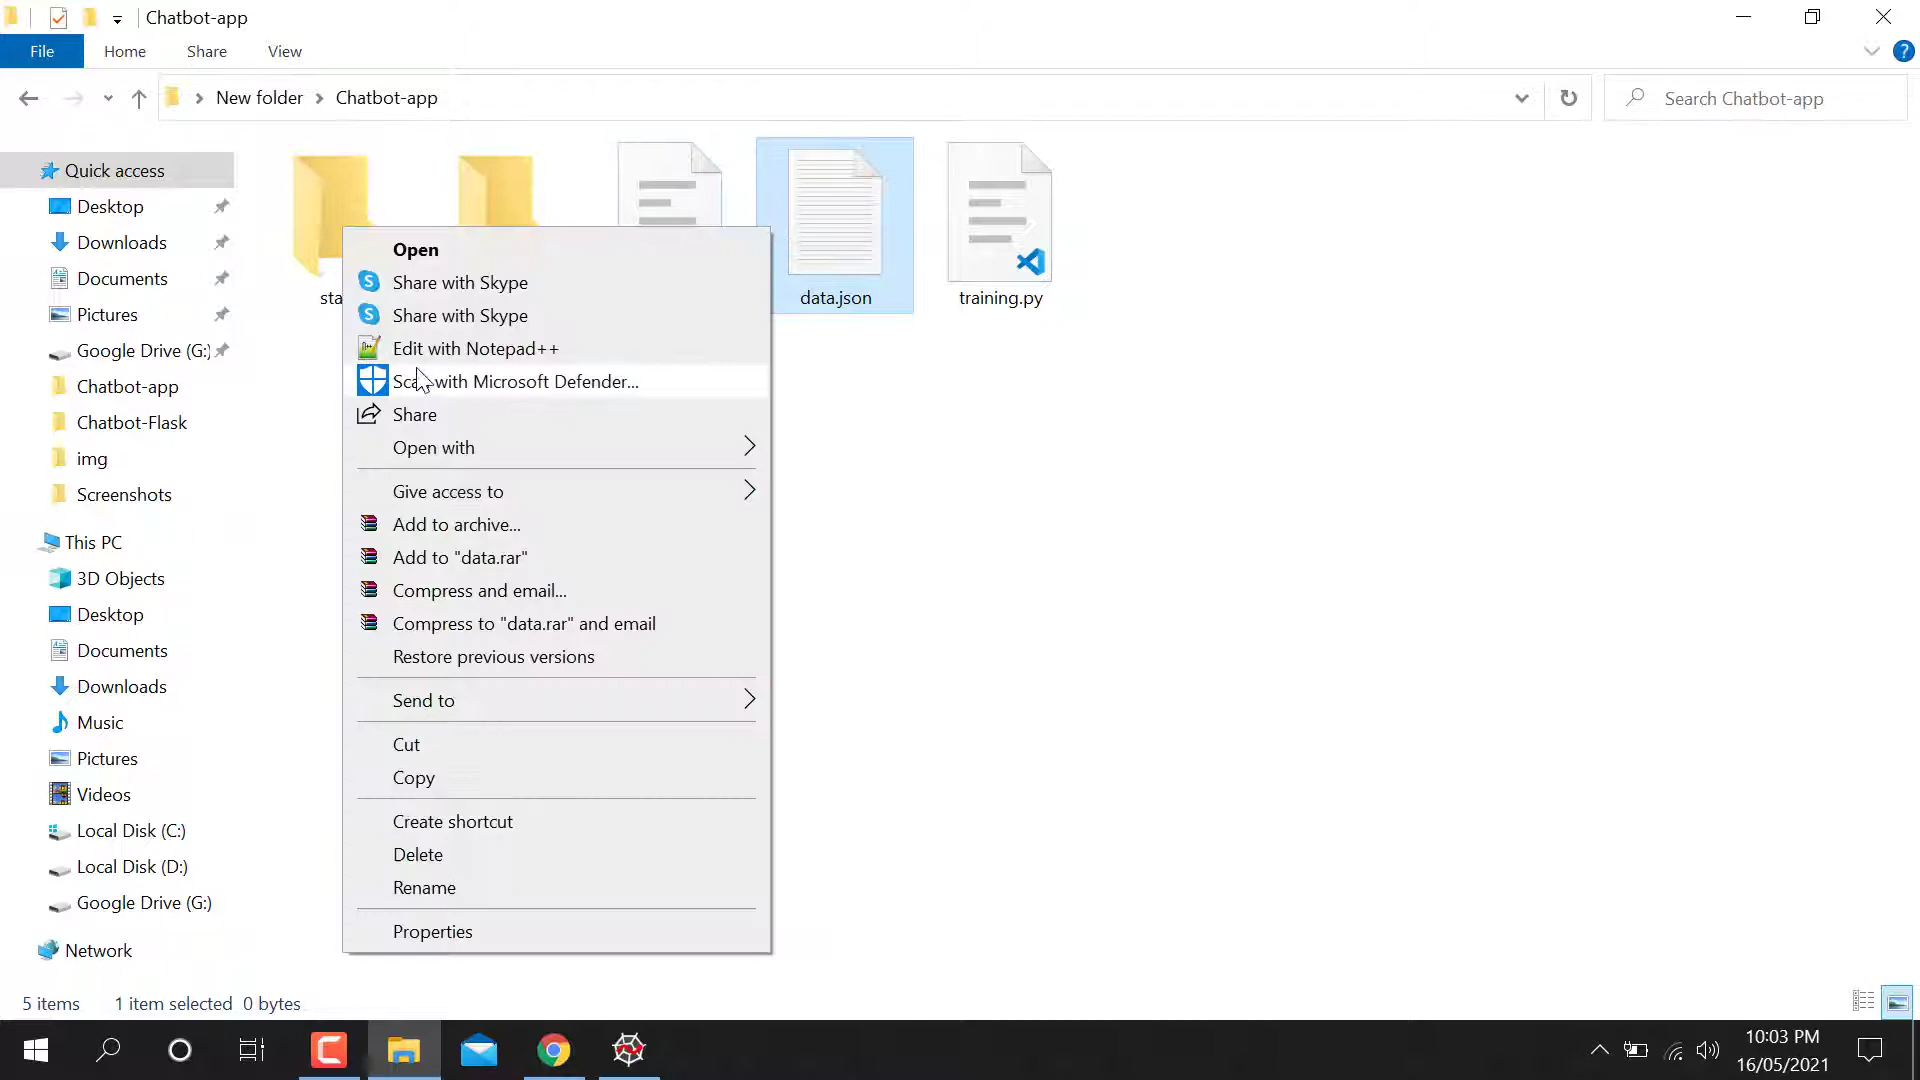 Chatbot-app
File
Home
Share
View
?
New folder
Chatbot-app
Search Chatbot-app
Quick access
Desktop
Downloads
Documents
Pictures
Google Drive (G:)
Chatbot-app
Chatbot-Flask
img
Screenshots
This PC
3D Objects
Desktop
Documents
Downloads
Music
Pictures
Videos
Local Disk (C:)
Local Disk (D:)
Google Drive (G:)
Network
sta
data.json
training.py
Open
Share with Skype
Share with Skype
Edit with Notepad++
with Microsoft Defender...
Share
Open with
Give access to
Add to archive...
Add to "data.rar"
Compress and email...
Compress to "data.rar" and email
Restore previous versions
Send to
Cut
Copy
Create shortcut
Delete
Rename
Properties
5 items
1 item selected 0 bytes
10:03 PM
16/05/2021